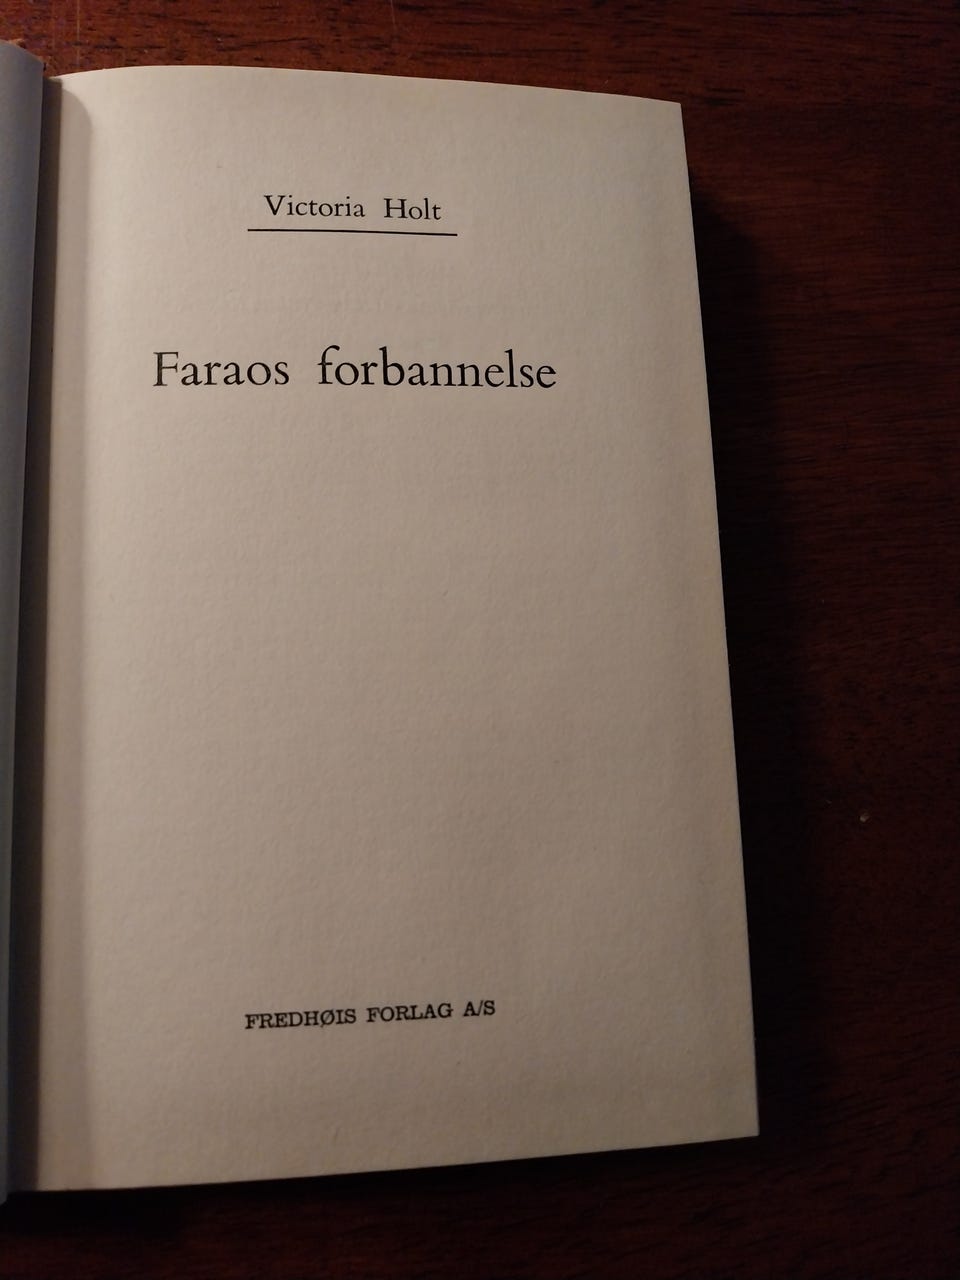 Victoria Holt
Faraos forbannelse
FREDHØIS FORLAG A/S